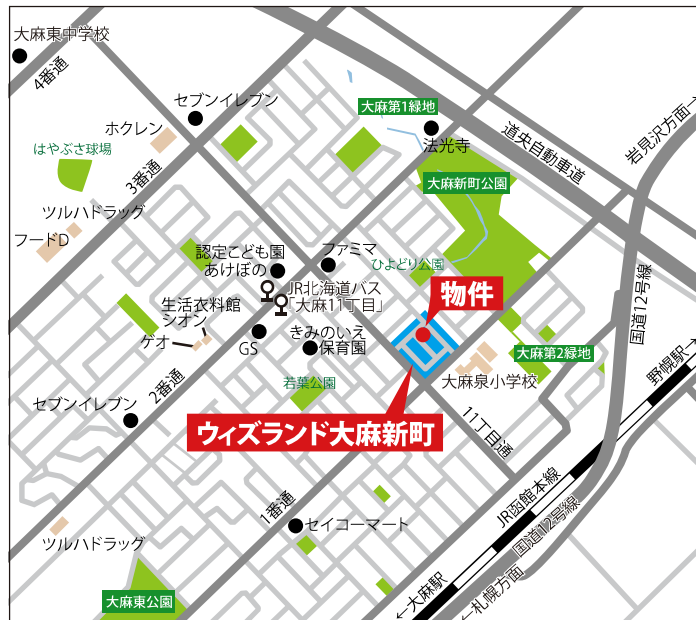 大麻東中学校
4番通
セブンイレブン
ホクレン
はやぶさ球場
3番通
大麻第1緑地
法光寺
道央自動車道
岩見沢方面→
大麻新町公園
ツルハドラッグ
フードD
認定こども園
あけぼの
ファミマ
ひよどり公園
JR北海道バス
「大麻11丁目」
物件
国道12号線
生活衣料館
シオン
ゲオ
GS
きみのいえ
保育園
大麻第2緑地
野幌駅→
2番通
若葉公園
大麻泉小学校
セブンイレブン
ウィズランド大麻新町
11丁目通
1番通
セイコーマート
JR函館本線
国道12号線
ツルハドラッグ
大麻東公園
←大麻駅
←札幌方面